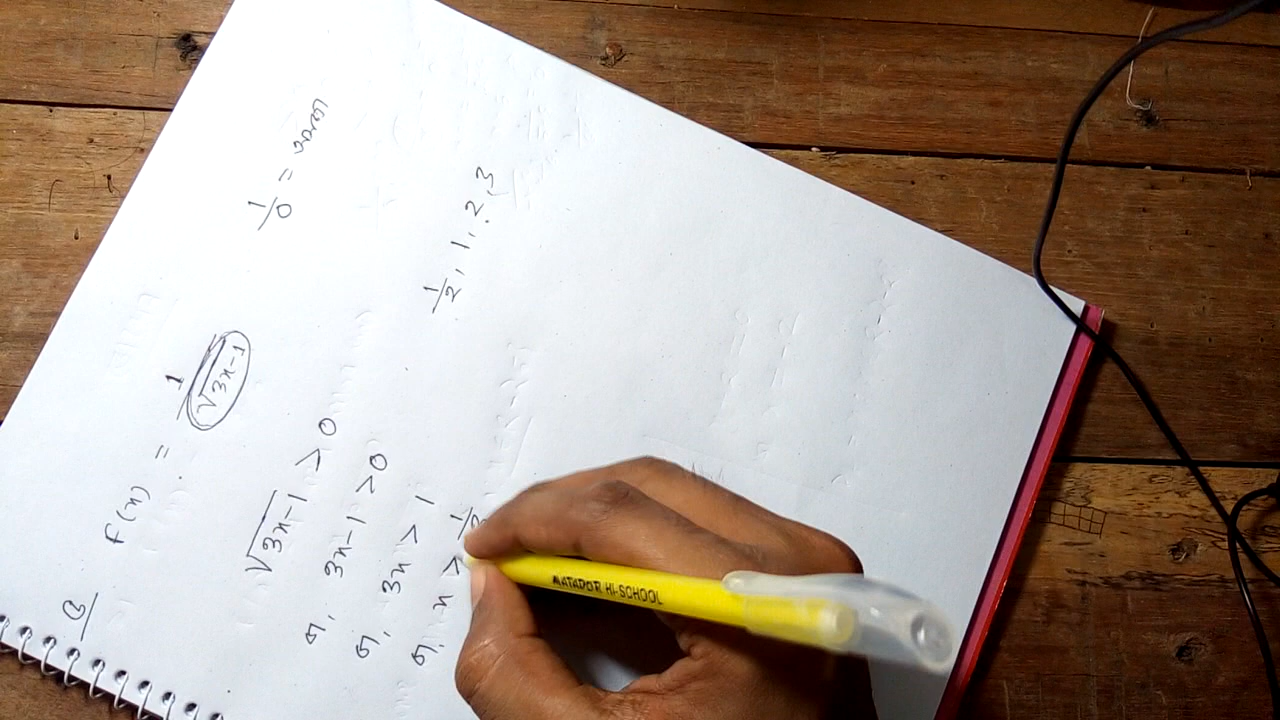 f(x) = 1/√3x-1
1/0 =
√3x-1 > 0
বা, 3x-1 > 0
বা, 3x > 1
বা, x > 1/3
1/2, 1, 2, 3
MATADOR HI-SCHOOL